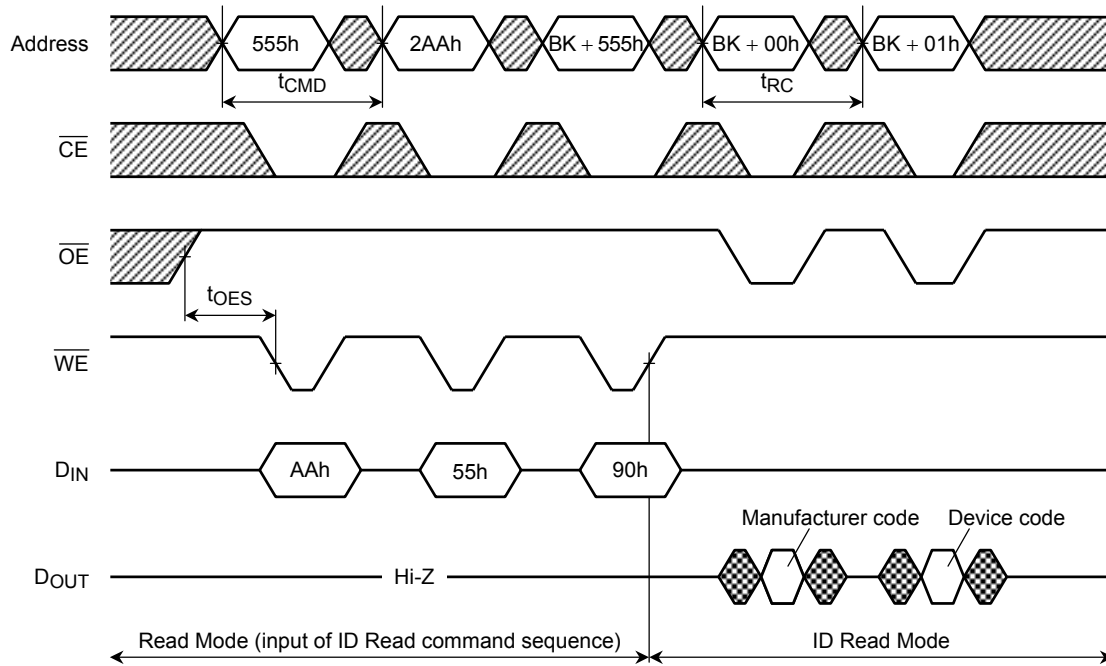 Address 555h 2AAh BK + 555h BK + 00h BK + 01h
tCMD tRC
CE
OE
tOES
WE
DIN AAh 55h 90h
Manufacturer code Device code
DOUT Hi-Z
Read Mode (input of ID Read command sequence) ID Read Mode